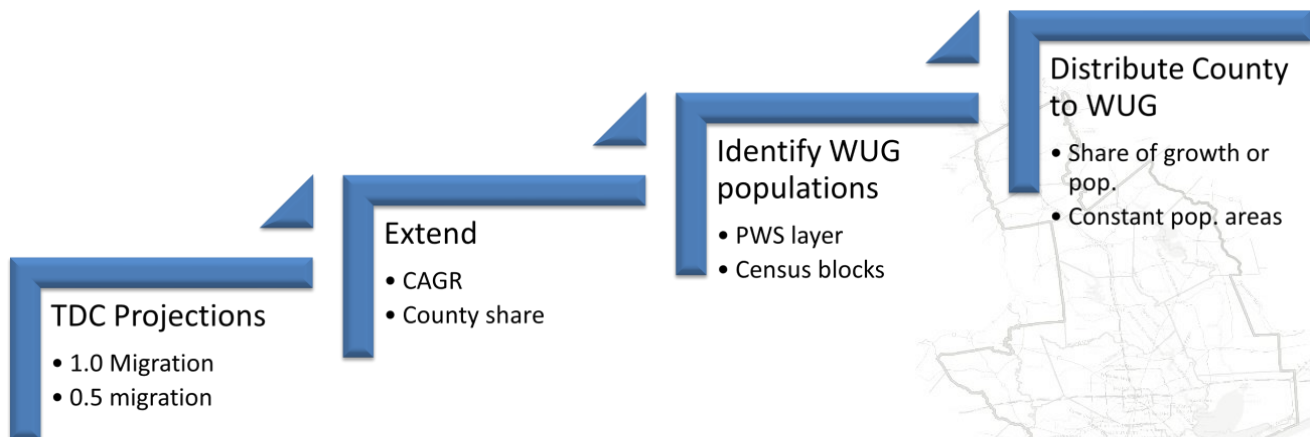 TDC Projections
• 1.0 Migration
• 0.5 migration
Extend
• CAGR
• County share
Identify WUG
populations
• PWS layer
• Census blocks
Distribute County
to WUG
• Share of growth or
pop.
• Constant pop. areas